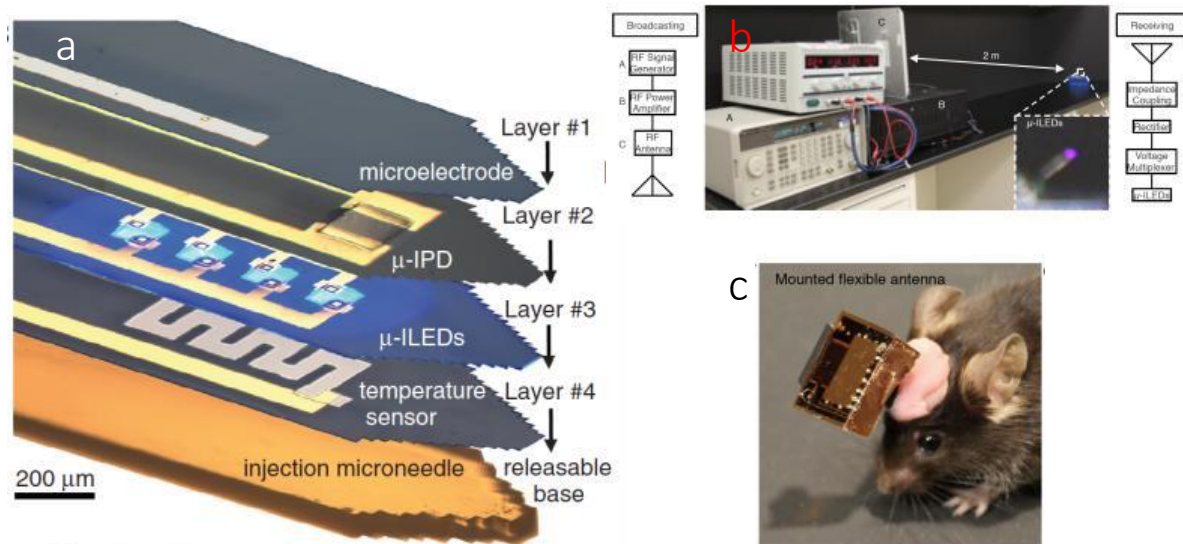 a
Layer #1
microelectrode
Layer #2
μ-IPD
Layer #3
μ-ILEDs
Layer #4
temperature
sensor
injection microneedle
releasable
base
200 μm
b
Broadcasting
A
RF Signal
Generator
B
RF Power
Amplifier
C
RF
Antenna
C
2 m
A
B
μ-ILEDs
Receiving
Impedance
Coupling
Rectifier
Voltage
Multiplexer
μ-ILEDs
c
Mounted flexible antenna